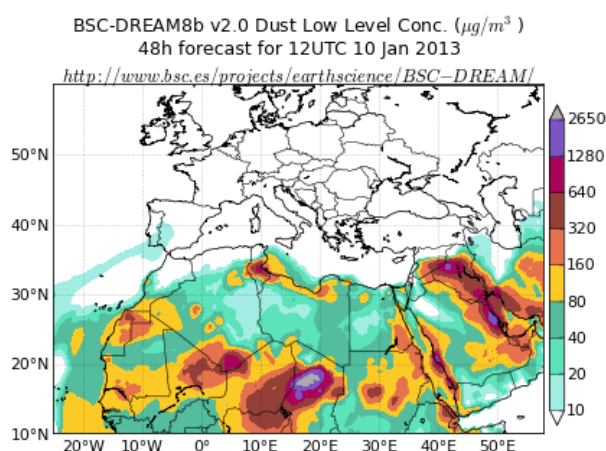 BSC-DREAM8b v2.0 Dust Low Level Conc. (μg/m³ )
48h forecast for 12UTC 10 Jan 2013
http://www.bsc.es/projects/earthscience/BSC−DREAM/
2650
1280
640
320
160
80
40
20
10
50°N
40°N
30°N
20°N
10°N
20°W 10°W 0° 10°E 20°E 30°E 40°E 50°E